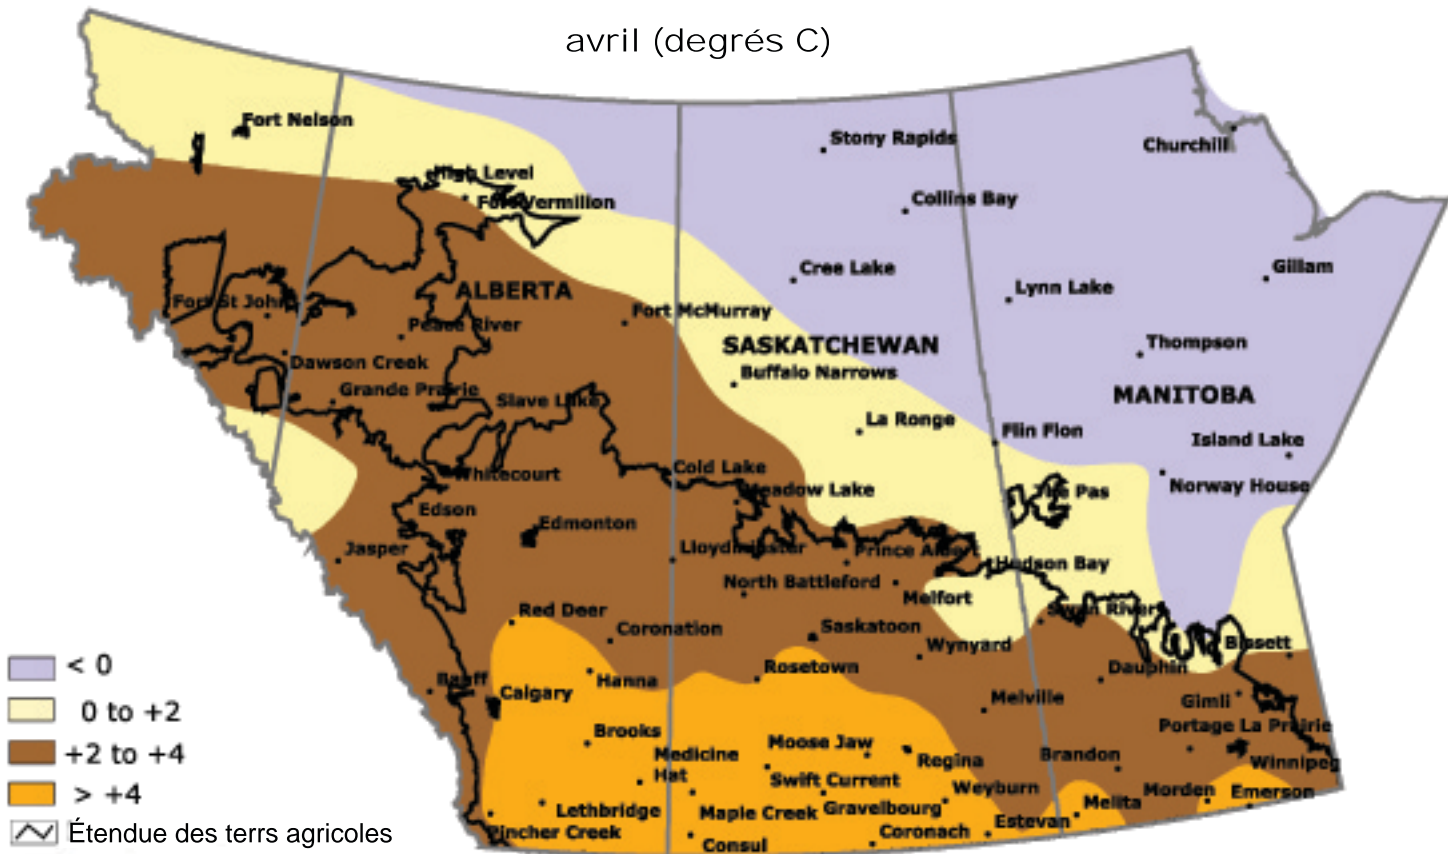 avril (degrés C)
Fort Nelson
Stony Rapids
Churchill
High Level
Fort Vermilion
Collins Bay
Cree Lake
Gillam
Lynn Lake
ALBERTA
Fort St John
Fort McMurray
Peace River
SASKATCHEWAN
Thompson
Dawson Creek
Buffalo Narrows
Grande Prairie
MANITOBA
Slave Lake
La Ronge
Flin Flon
Island Lake
Whitecourt
Cold Lake
Meadow Lake
The Pas
Norway House
Edson
Edmonton
Jasper
Lloydminster
Prince Albert
Hudson Bay
North Battleford
Melfort
Red Deer
Swan River
Coronation
Saskatoon
Wynyard
Bissett
< 0
Rosetown
Dauphin
Banff
Hanna
Calgary
Melville
Gimli
0 to +2
Brooks
Portage La Prairie
Moose Jaw
+2 to +4
Medicine
Hat
Regina
Brandon
Winnipeg
Swift Current
Weyburn
Morden
Emerson
> +4
Lethbridge
Maple Creek
Gravelbourg
Melita
Estevan
Étendue des terrs agricoles
Pincher Creek
Coronach
Consul